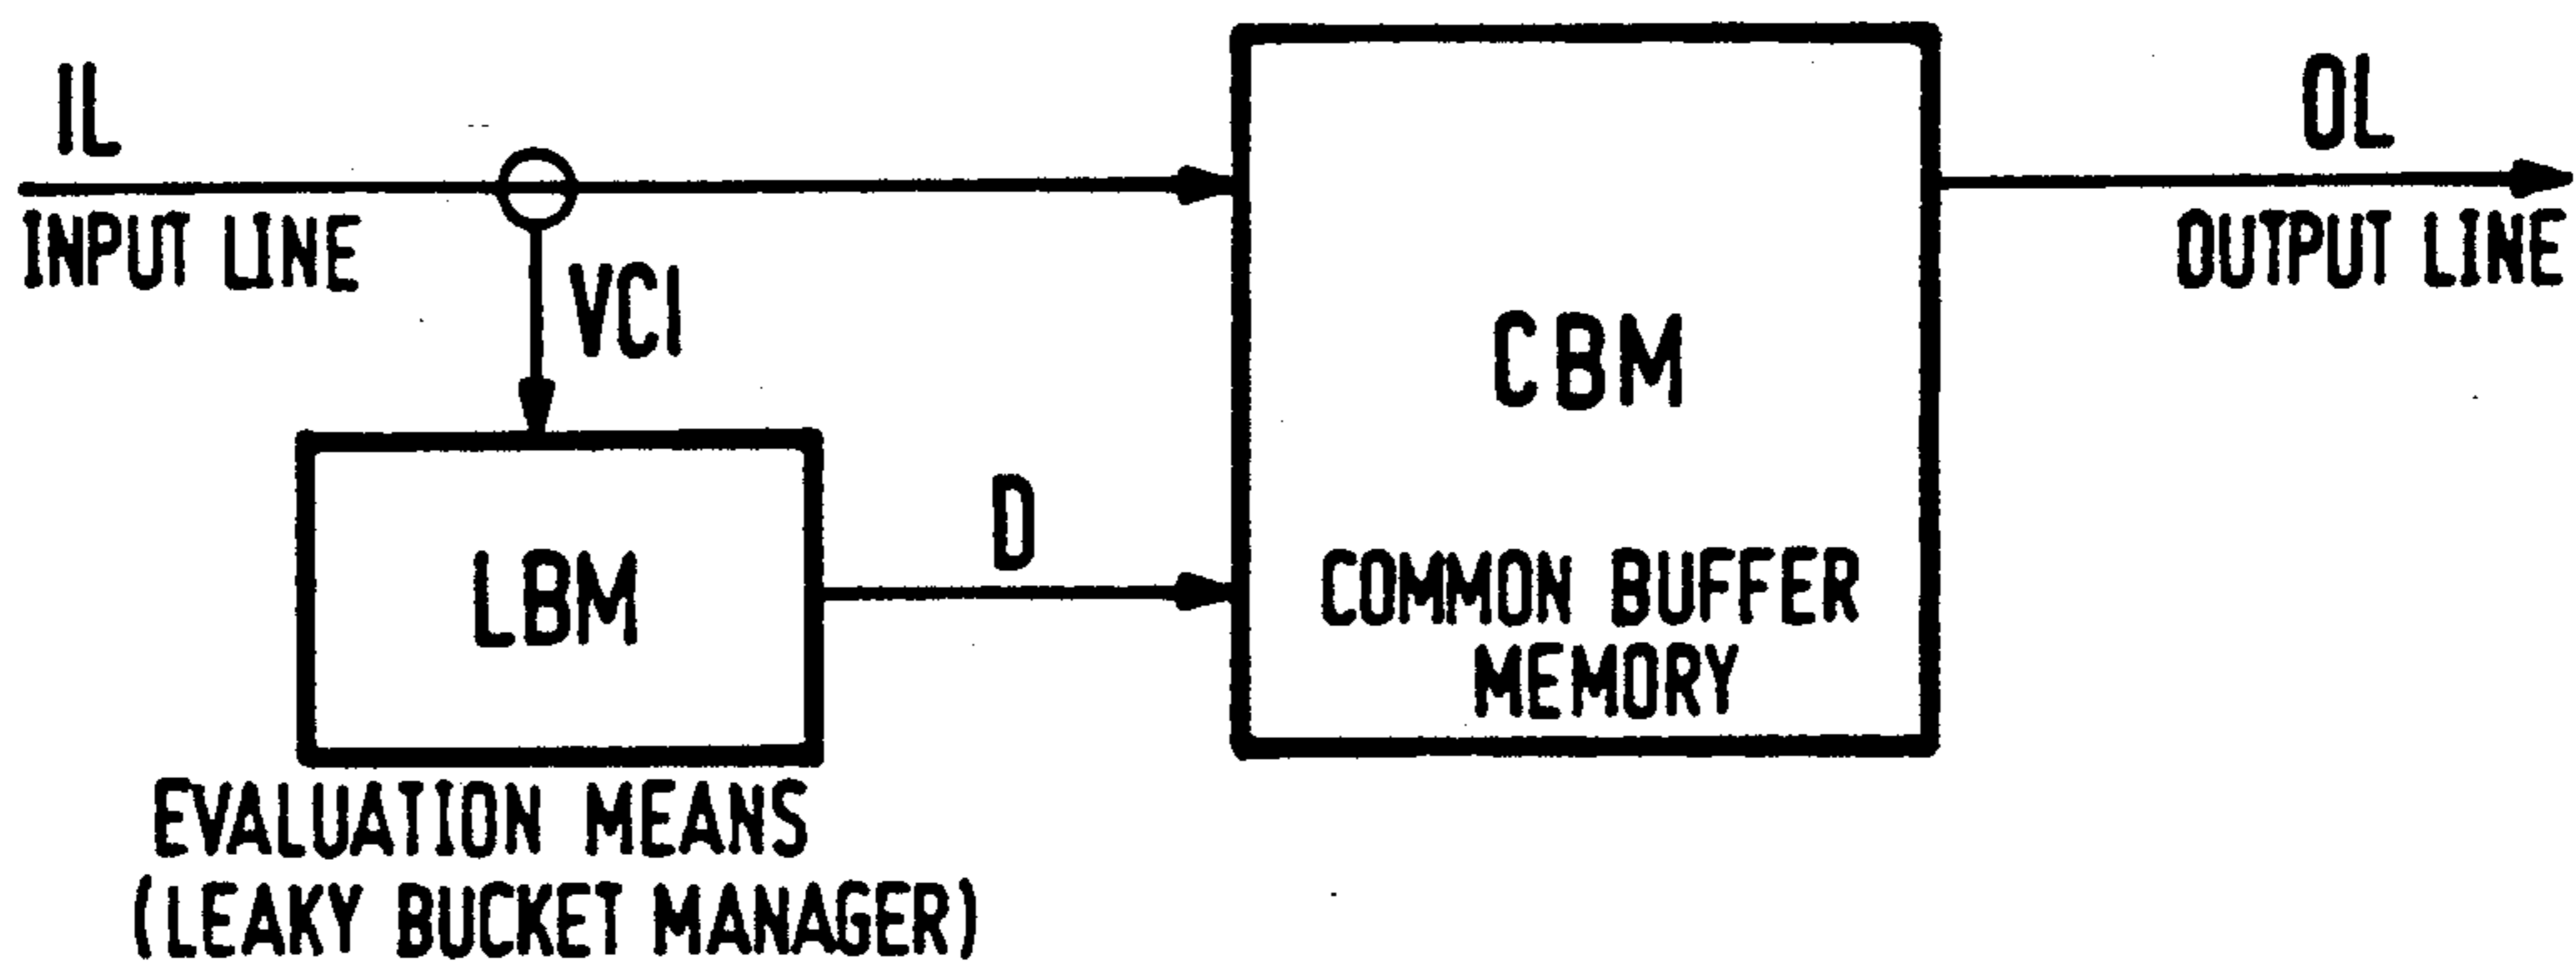 IL
INPUT LINE
VCI
LBM
EVALUATION MEANS
(LEAKY BUCKET MANAGER)
D
CBM
COMMON BUFFER
MEMORY
OL
OUTPUT LINE